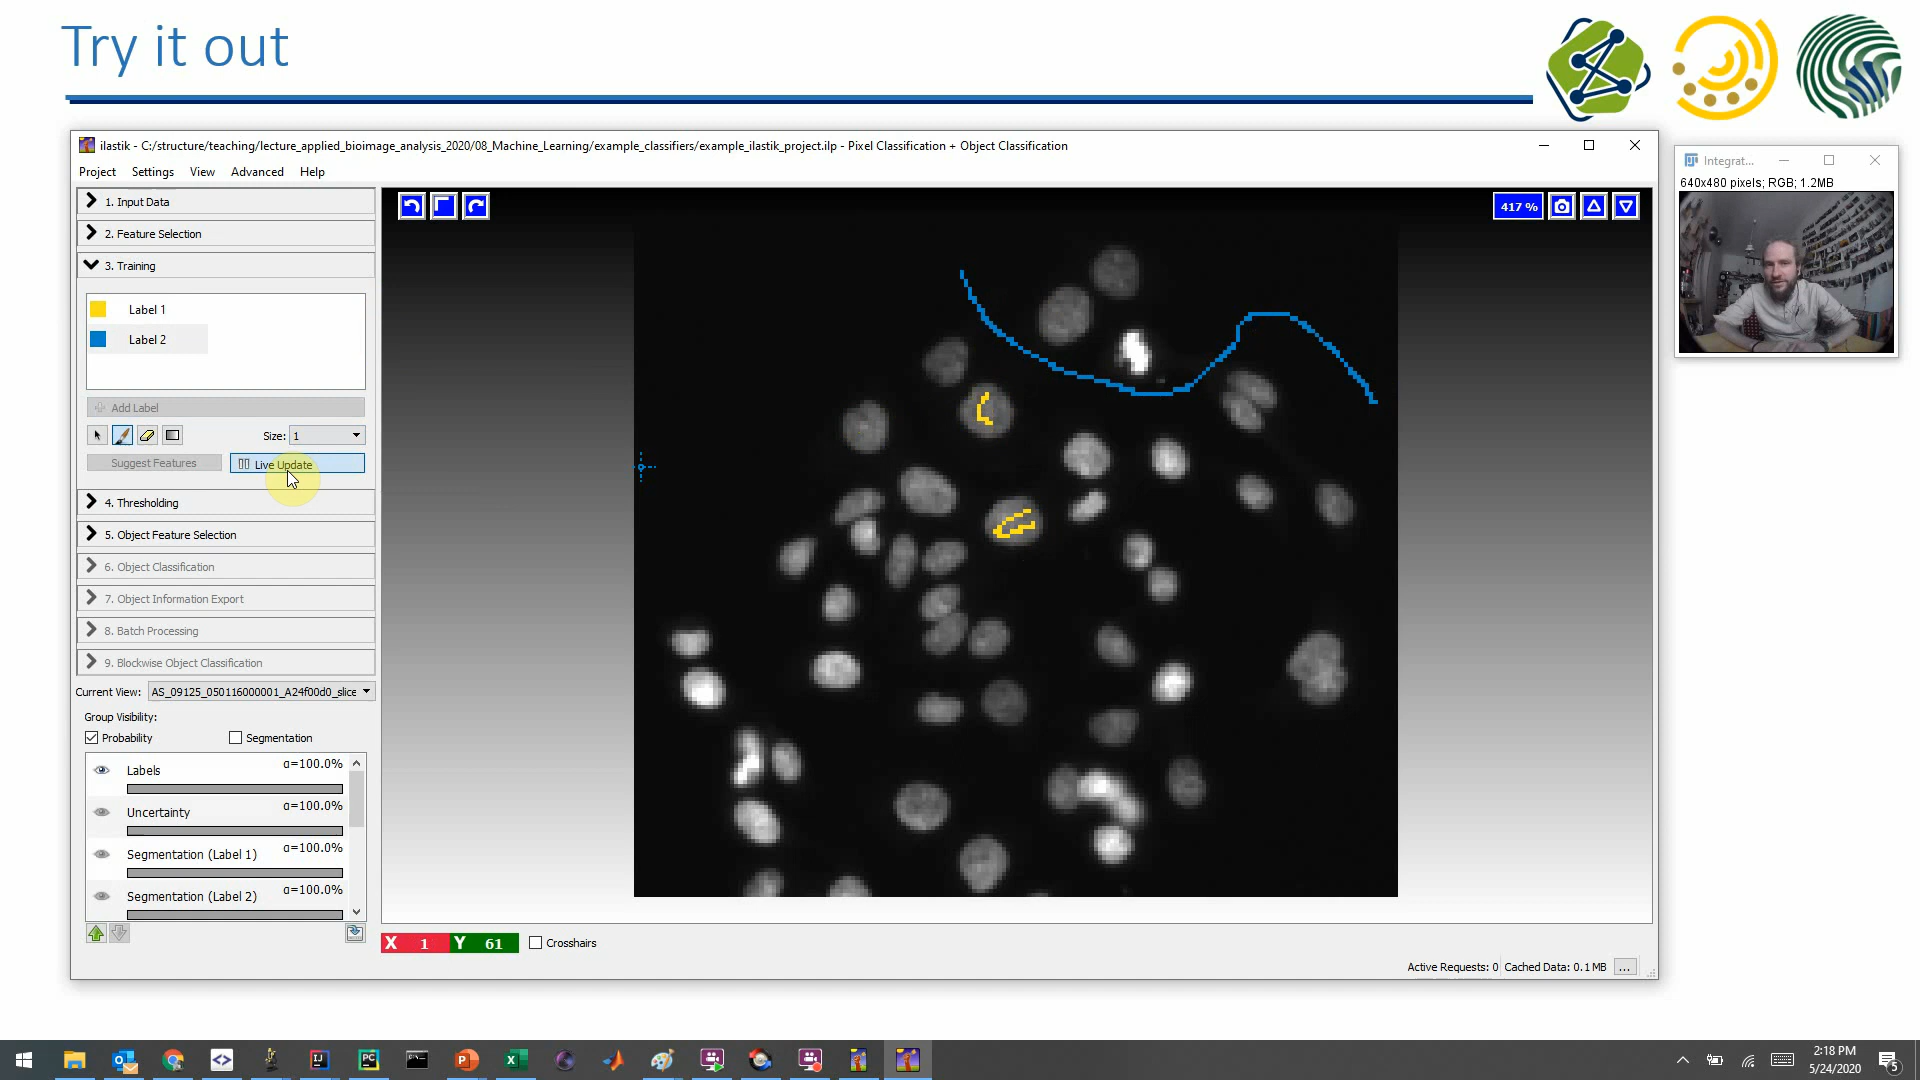 Try it out
ilastik - C:/structure/teaching/lecture_applied_bioimage_analysis_2020/08_Machine_Learning/example_classifiers/example_ilastik_project.ilp - Pixel Classification + Object Classification
Project Settings View Advanced Help
Integrat...
640x480 pixels; RGB; 1.2MB
1. Input Data
417 %
2. Feature Selection
3. Training
Label 1
Label 2
Add Label
Size: 1
Suggest Features
Live Update
4. Thresholding
5. Object Feature Selection
6. Object Classification
7. Object Information Export
8. Batch Processing
9. Blockwise Object Classification
Current View: AS_09125_050116000001_A24f00d0_slice
Group Visibility:
Probability Segmentation
Labels α=100.0%
Uncertainty α=100.0%
Segmentation (Label 1) α=100.0%
Segmentation (Label 2) α=100.0%
X 1 Y 61 Crosshairs
Active Requests: 0 Cached Data: 0.1 MB ...
IJ
PC
2:18 PM
5/24/2020
5